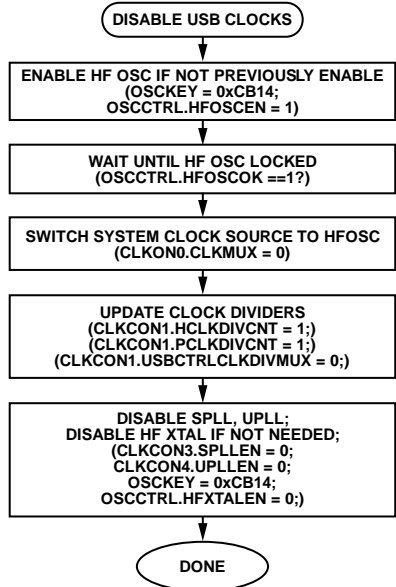 DISABLE USB CLOCKS
ENABLE HF OSC IF NOT PREVIOUSLY ENABLE
(OSCKEY = 0xCB14;
OSCCTRL.HFOSCEN = 1)
WAIT UNTIL HF OSC LOCKED
(OSCCTRL.HFOSCOK ==1?)
SWITCH SYSTEM CLOCK SOURCE TO HFOSC
(CLKON0.CLKMUX = 0)
UPDATE CLOCK DIVIDERS
(CLKCON1.HCLKDIVCNT = 1;)
(CLKCON1.PCLKDIVCNT = 1;)
(CLKCON1.USBCTRLCLKDIVMUX = 0;)
DISABLE SPLL, UPLL;
DISABLE HF XTAL IF NOT NEEDED;
(CLKCON3.SPLLEN = 0;
CLKCON4.UPLLEN = 0;
OSCKEY = 0xCB14;
OSCCTRL.HFXTALEN = 0;)
DONE